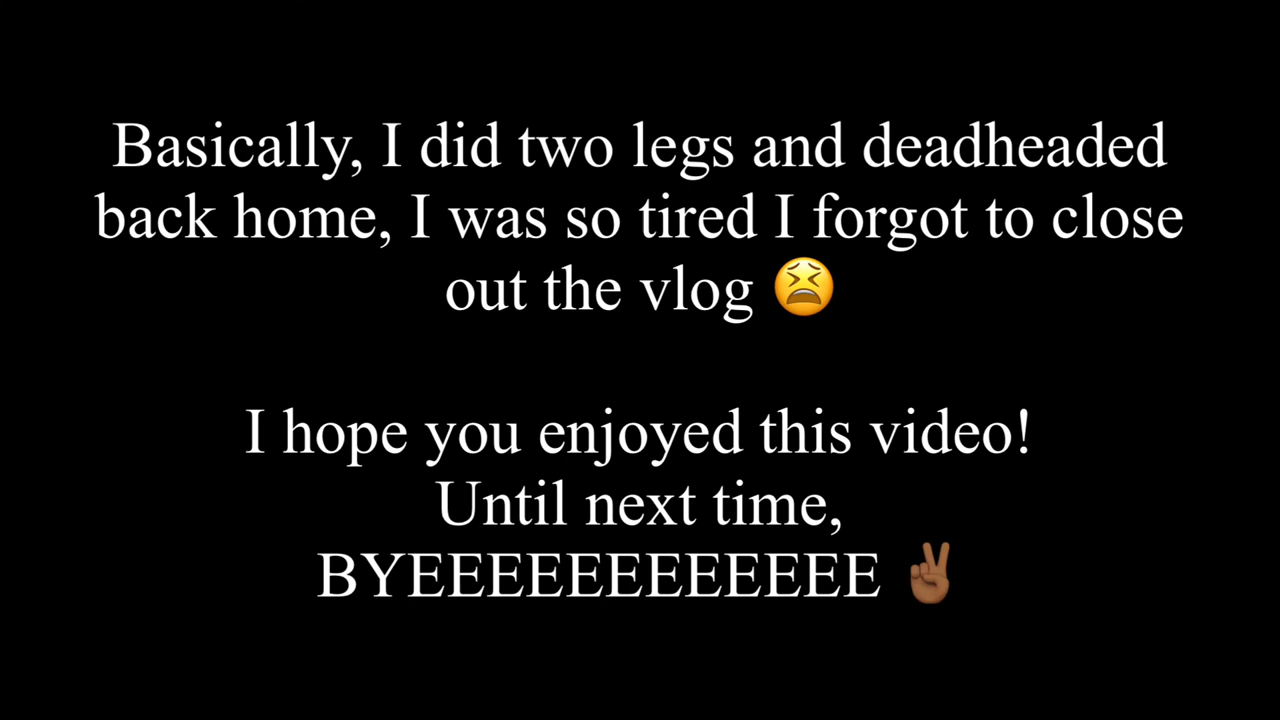 Basically, I did two legs and deadheaded
back home, I was so tired I forgot to close
out the vlog 😫
I hope you enjoyed this video!
Until next time,
BYEEEEEEEEEEEE ✌🏾